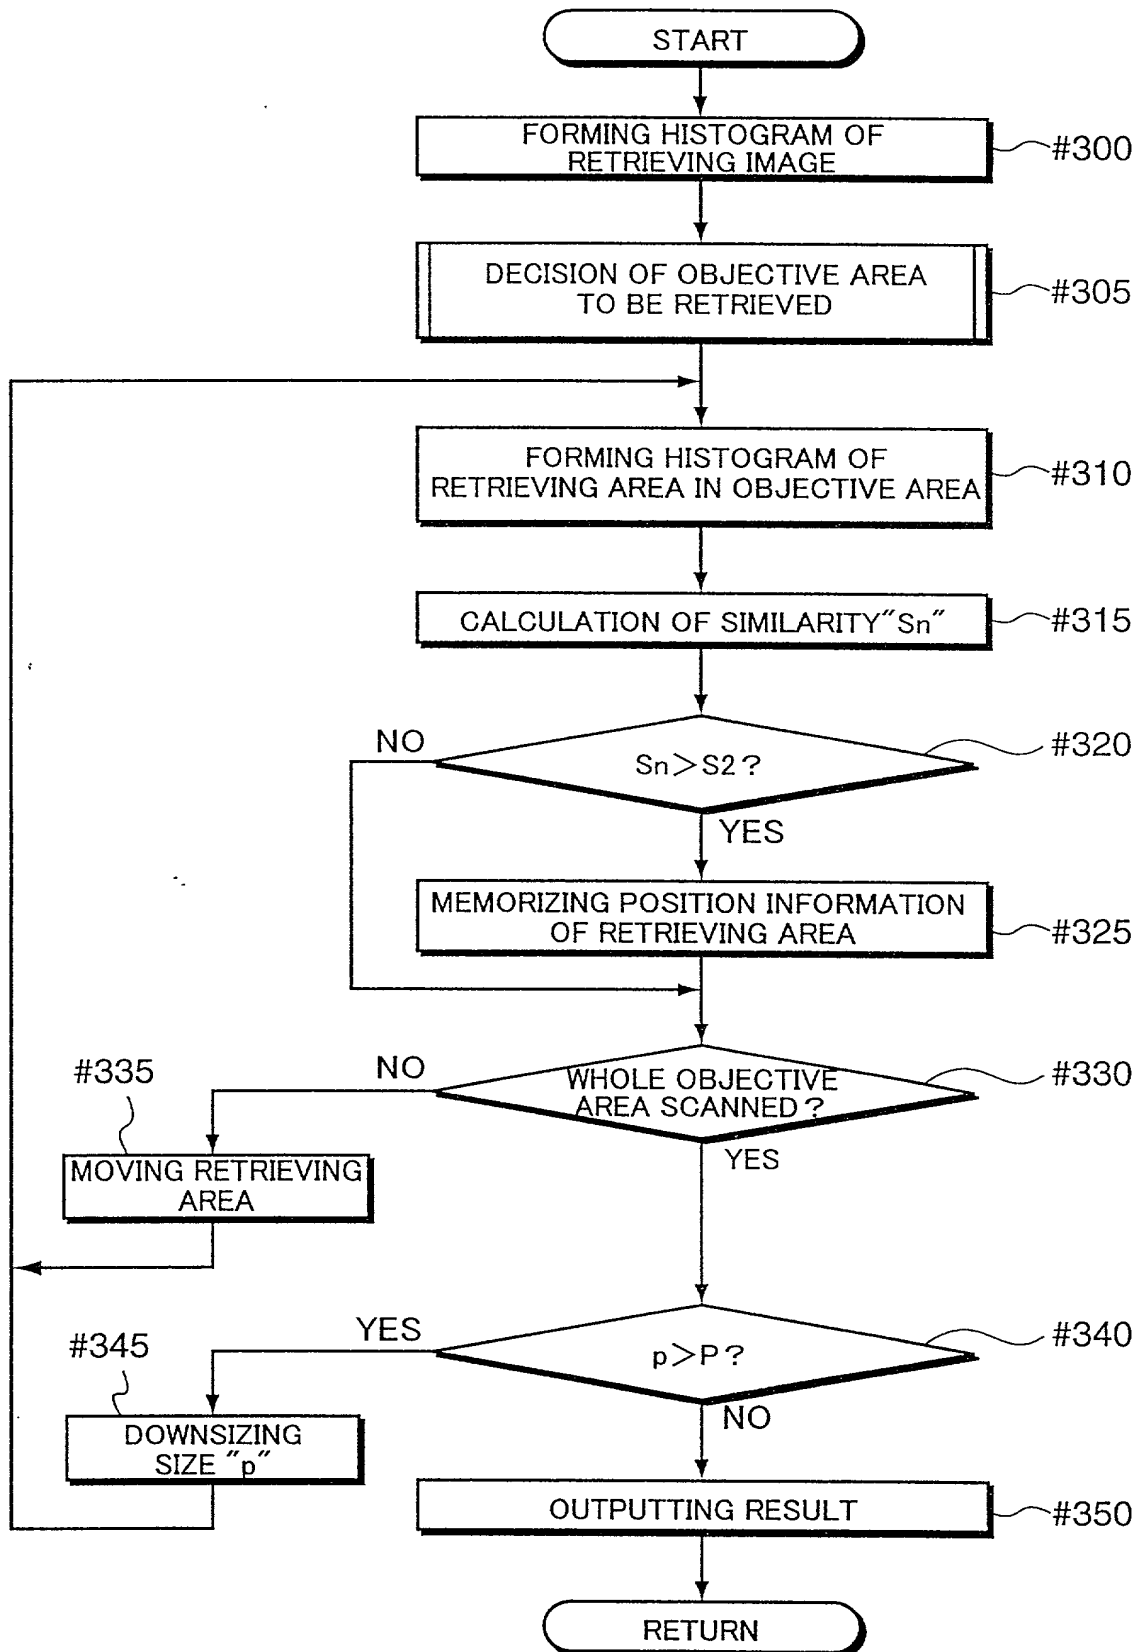 START
FORMING HISTOGRAM OF
RETRIEVING IMAGE
#300
DECISION OF OBJECTIVE AREA
TO BE RETRIEVED
#305
FORMING HISTOGRAM OF
RETRIEVING AREA IN OBJECTIVE AREA
#310
CALCULATION OF SIMILARITY"Sn"
#315
NO
Sn>S2?
#320
YES
MEMORIZING POSITION INFORMATION
OF RETRIEVING AREA
#325
#335
NO
WHOLE OBJECTIVE
AREA SCANNED?
#330
YES
MOVING RETRIEVING
AREA
#345
YES
p>P?
#340
NO
DOWNSIZING
SIZE "p"
OUTPUTTING RESULT
#350
RETURN